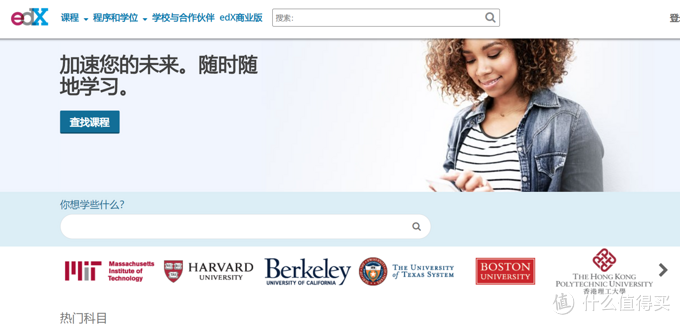 edX
课程 程序和学位 学校与合作伙伴 edX商业版
搜索:
登
加速您的未来。随时随
地学习。
查找课程
你想学些什么?
Massachusetts
Institute of
Technology
HARVARD
UNIVERSITY
Berkeley
UNIVERSITY OF CALIFORNIA
THE UNIVERSITY
OF TEXAS SYSTEM
BOSTON
UNIVERSITY
THE HONG KONG
POLYTECHNIC UNIVERSITY
香港理工大學
热门科目
值 什么值得买